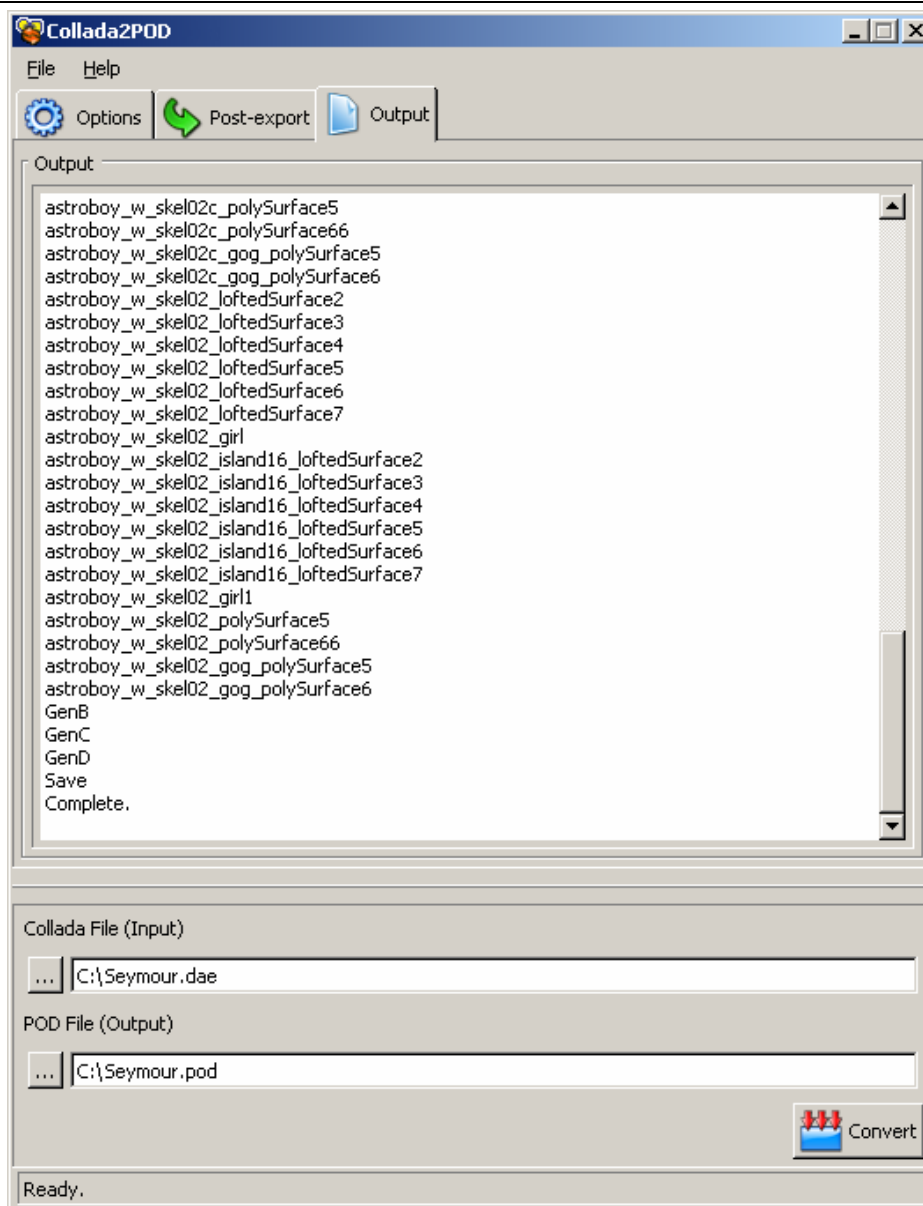 Collada2POD
File Help
Options Post-export Output
Output
astroboy_w_skel02c_polySurface5
astroboy_w_skel02c_polySurface66
astroboy_w_skel02c_gog_polySurface5
astroboy_w_skel02c_gog_polySurface6
astroboy_w_skel02_loftedSurface2
astroboy_w_skel02_loftedSurface3
astroboy_w_skel02_loftedSurface4
astroboy_w_skel02_loftedSurface5
astroboy_w_skel02_loftedSurface6
astroboy_w_skel02_loftedSurface7
astroboy_w_skel02_girl
astroboy_w_skel02_island16_loftedSurface2
astroboy_w_skel02_island16_loftedSurface3
astroboy_w_skel02_island16_loftedSurface4
astroboy_w_skel02_island16_loftedSurface5
astroboy_w_skel02_island16_loftedSurface6
astroboy_w_skel02_island16_loftedSurface7
astroboy_w_skel02_girl1
astroboy_w_skel02_polySurface5
astroboy_w_skel02_polySurface66
astroboy_w_skel02_gog_polySurface5
astroboy_w_skel02_gog_polySurface6
GenB
GenC
GenD
Save
Complete.
Collada File (Input)
... C:\Seymour.dae
POD File (Output)
... C:\Seymour.pod
Convert
Ready.